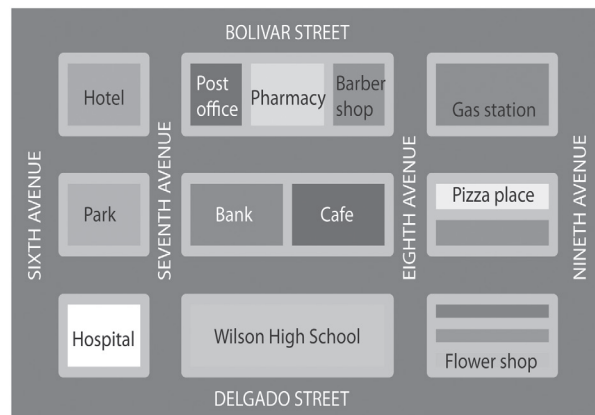 BOLIVAR STREET
Hotel
Post
office
Pharmacy
Barber
shop
Gas station
SIXTH AVENUE
SEVENTH AVENUE
EIGHTH AVENUE
NINETH AVENUE
Park
Bank
Cafe
Pizza place
Hospital
Wilson High School
Flower shop
DELGADO STREET